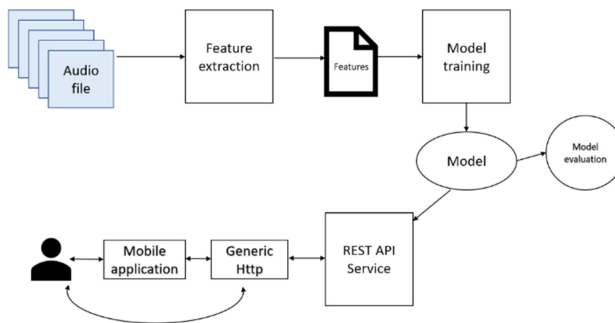 Audio
file
Feature
extraction
Features
Model
training
Model
Model
evaluation
REST API
Service
Generic
Http
Mobile
application